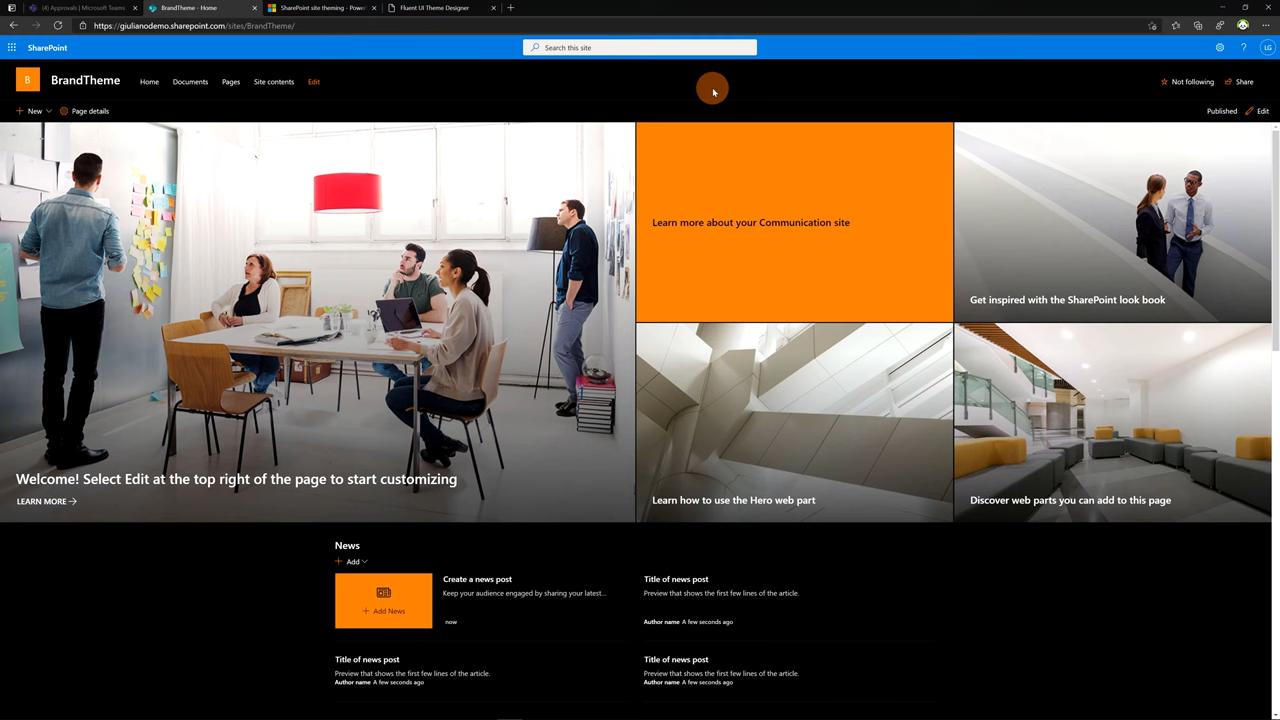 (4) Approvals | Microsoft Teams
BrandTheme - Home
SharePoint site theming - Powe
Fluent UI Theme Designer
https://giulianodemo.sharepoint.com/sites/BrandTheme/
SharePoint
Search this site
LG
B
BrandTheme
Home
Documents
Pages
Site contents
Edit
Not following
Share
New
Page details
Published
Edit
Learn more about your Communication site
Get inspired with the SharePoint look book
Welcome! Select Edit at the top right of the page to start customizing
LEARN MORE
Learn how to use the Hero web part
Discover web parts you can add to this page
News
Add
Add News
Create a news post
Keep your audience engaged by sharing your latest...
now
Title of news post
Preview that shows the first few lines of the article.
Author name A few seconds ago
Title of news post
Preview that shows the first few lines of the article.
Author name A few seconds ago
Title of news post
Preview that shows the first few lines of the article.
Author name A few seconds ago